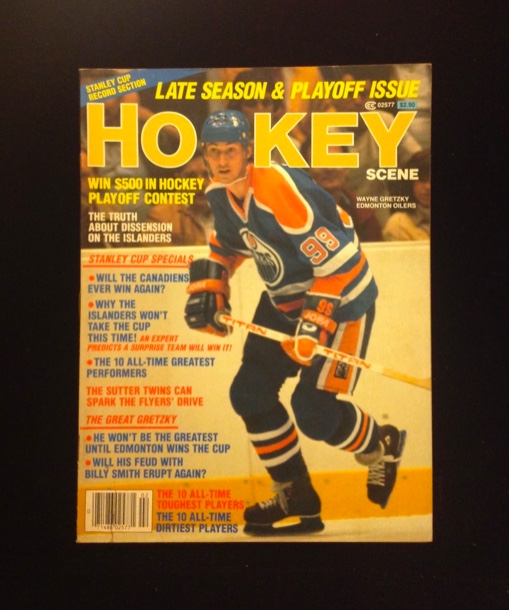 STANLEY CUP
RECORD SECTION
LATE SEASON & PLAYOFF ISSUE
02577 $2.50
HOCKEY
SCENE
WIN $500 IN HOCKEY
PLAYOFF CONTEST
WAYNE GRETZKY
EDMONTON OILERS
THE TRUTH
ABOUT DISSENSION
ON THE ISLANDERS
STANLEY CUP SPECIALS
• WILL THE CANADIENS
EVER WIN AGAIN?
• WHY THE
ISLANDERS WON'T
TAKE THE CUP
THIS TIME! AN EXPERT
PREDICTS A SURPRISE TEAM WILL WIN IT!
• THE 10 ALL-TIME GREATEST
PERFORMERS
THE SUTTER TWINS CAN
SPARK THE FLYERS' DRIVE
THE GREAT GRETZKY
• HE WON'T BE THE GREATEST
UNTIL EDMONTON WINS THE CUP
• WILL HIS FEUD WITH
BILLY SMITH ERUPT AGAIN?
THE 10 ALL-TIME
TOUGHEST PLAYERS
THE 10 ALL-TIME
DIRTIEST PLAYERS
02
OILERS
99
JOFA
TITAN
TITAN